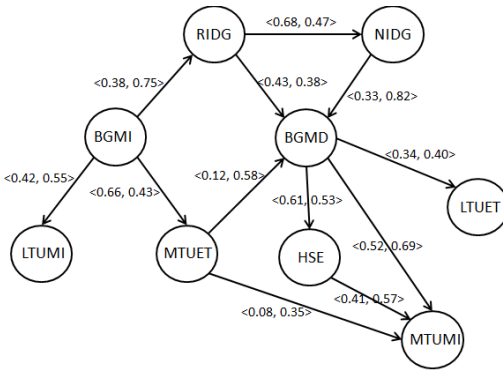 <0.68, 0.47>
RIDG
NIDG
<0.38, 0.75>
<0.43, 0.38>
<0.33, 0.82>
BGMI
BGMD
<0.34, 0.40>
<0.42, 0.55>
<0.66, 0.43>
<0.12, 0.58>
<0.61, 0.53>
LTUET
<0.52, 0.69>
LTUMI
MTUET
HSE
<0.41, 0.57>
<0.08, 0.35>
MTUMI